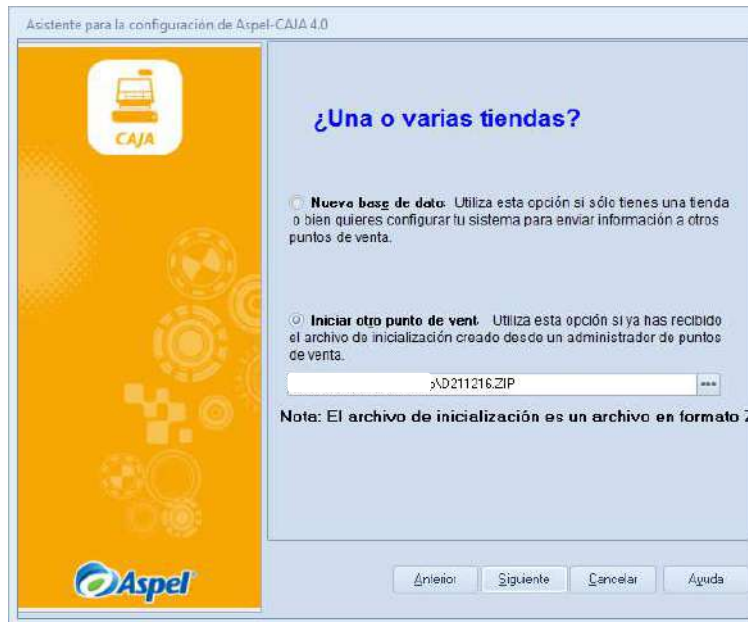 Asistente para la configuración de Aspel-CAJA 4.0
CAJA
¿Una o varias tiendas?
Nueva base de dato Utiliza esta opción si sólo tienes una tienda
o bien quieres configurar tu sistema para enviar información a otros
puntos de venta.
Iniciar otro punto de vent Utiliza esta opción si ya has recibido
el archivo de inicialización creado desde un administrador de puntos
de venta.
\D211216.ZIP
...
Nota: El archivo de inicialización es un archivo en formato Z
Aspel
Anterior Siguiente Cancelar Ayuda